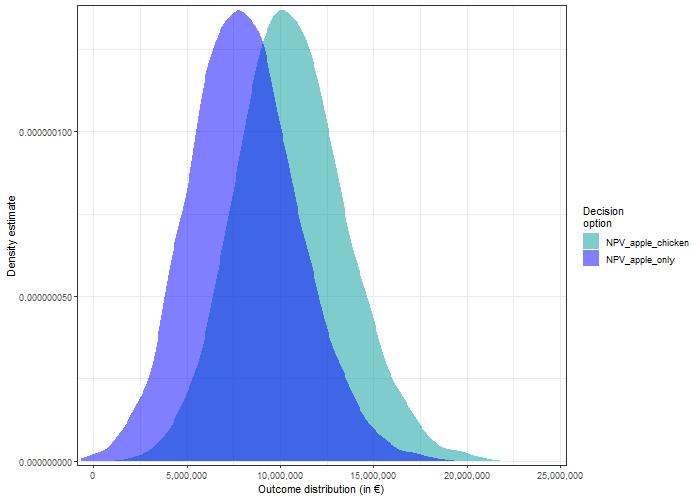 Density estimate
0.000000100
0.00000050
0.000000000
0
5,000,000
10,000,000
15,000,000
20,000,000
25,000,000
Outcome distribution (in €)
Decision
option
NPV_apple_chicken
NPV_apple_only